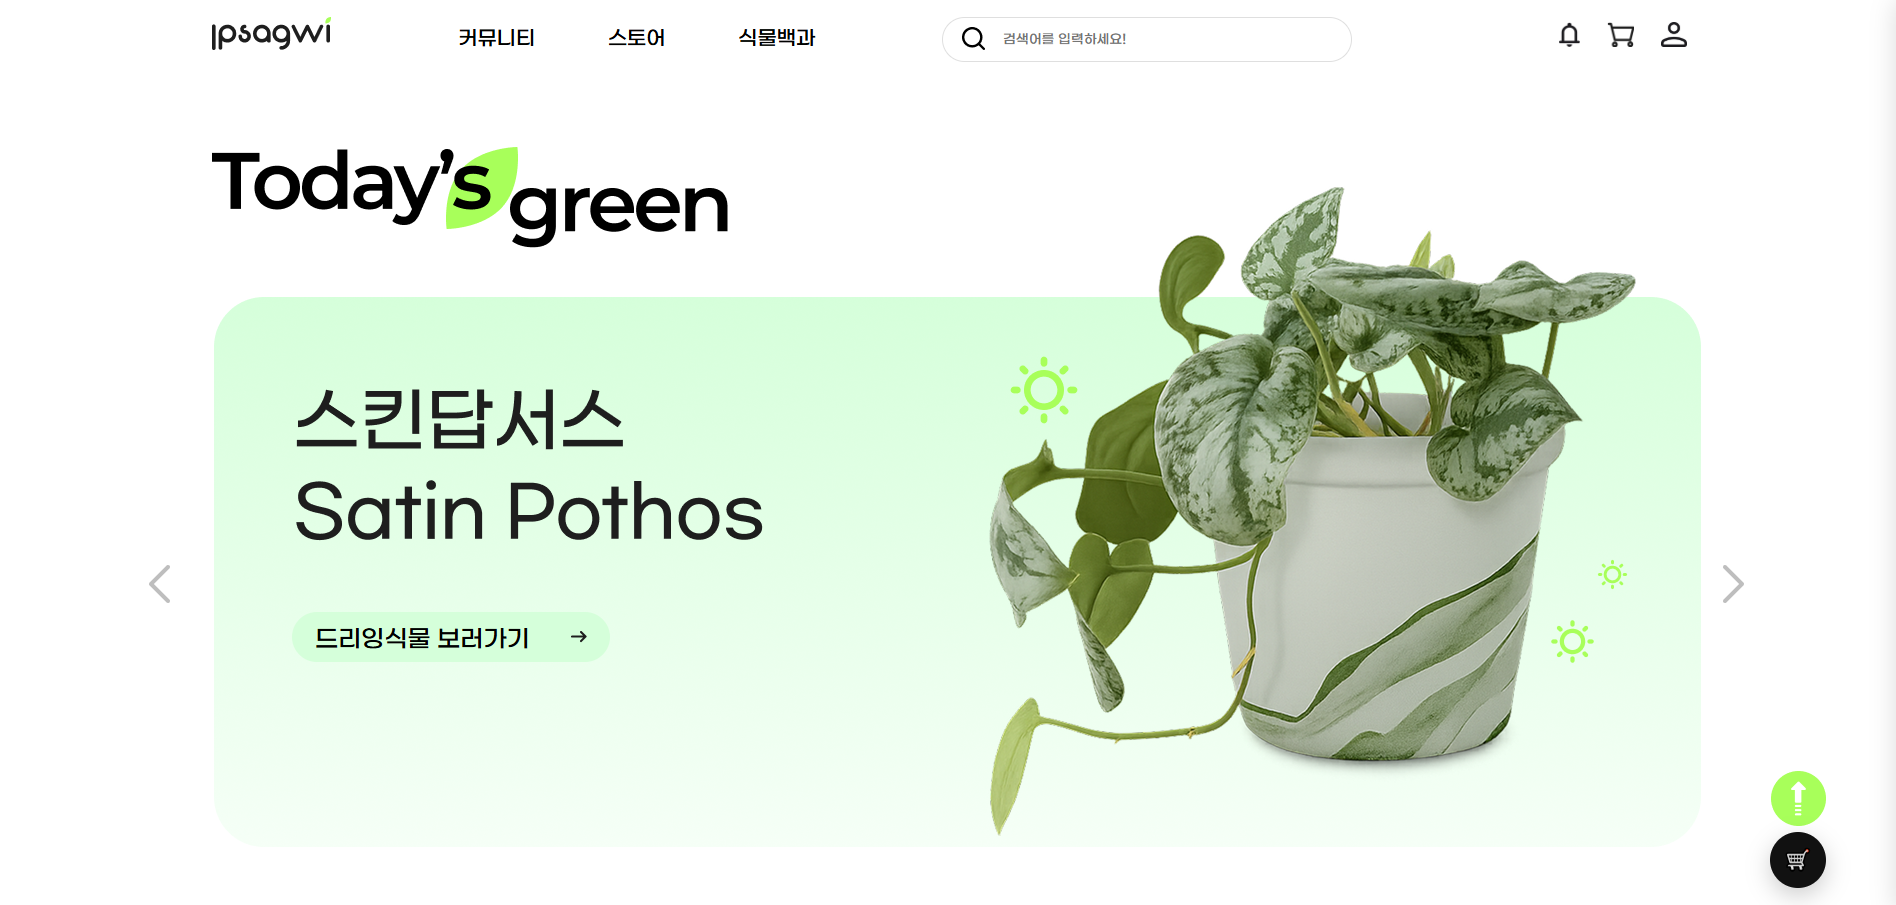 Ipsagwi
커뮤니티
스토어
식물백과
검색어를 입력하세요!
Today's green
스킨답서스
Satin Pothos
드리잉식물 보러가기 →